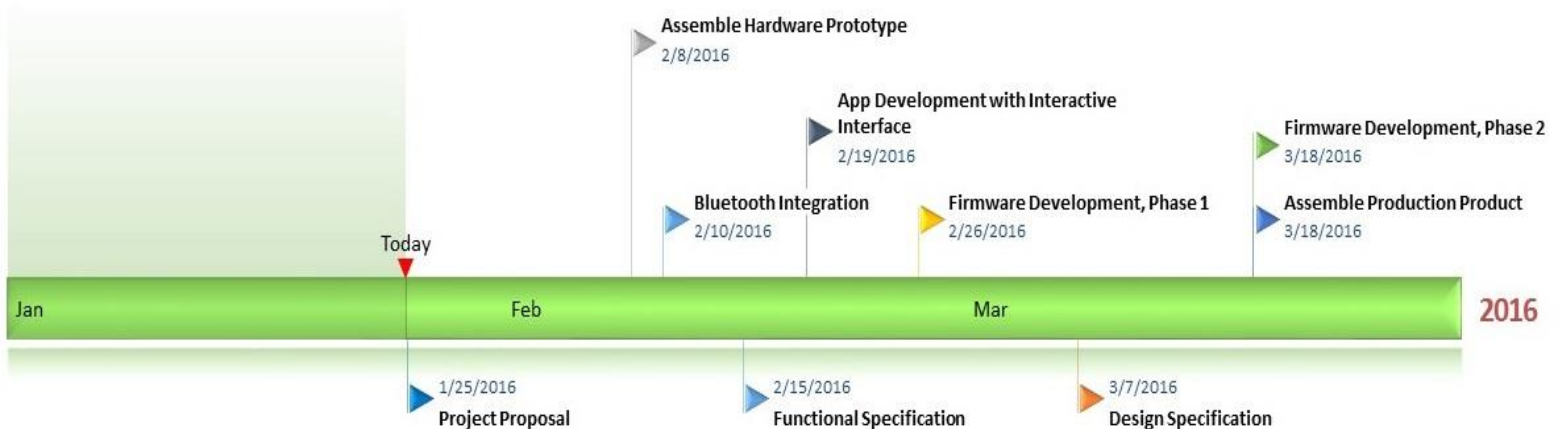 Assemble Hardware Prototype
2/8/2016
App Development with Interactive
Interface
2/19/2016
Firmware Development, Phase 2
3/18/2016
Bluetooth Integration
2/10/2016
Firmware Development, Phase 1
2/26/2016
Assemble Production Product
3/18/2016
Today
Jan
Feb
Mar
2016
1/25/2016
Project Proposal
2/15/2016
Functional Specification
3/7/2016
Design Specification